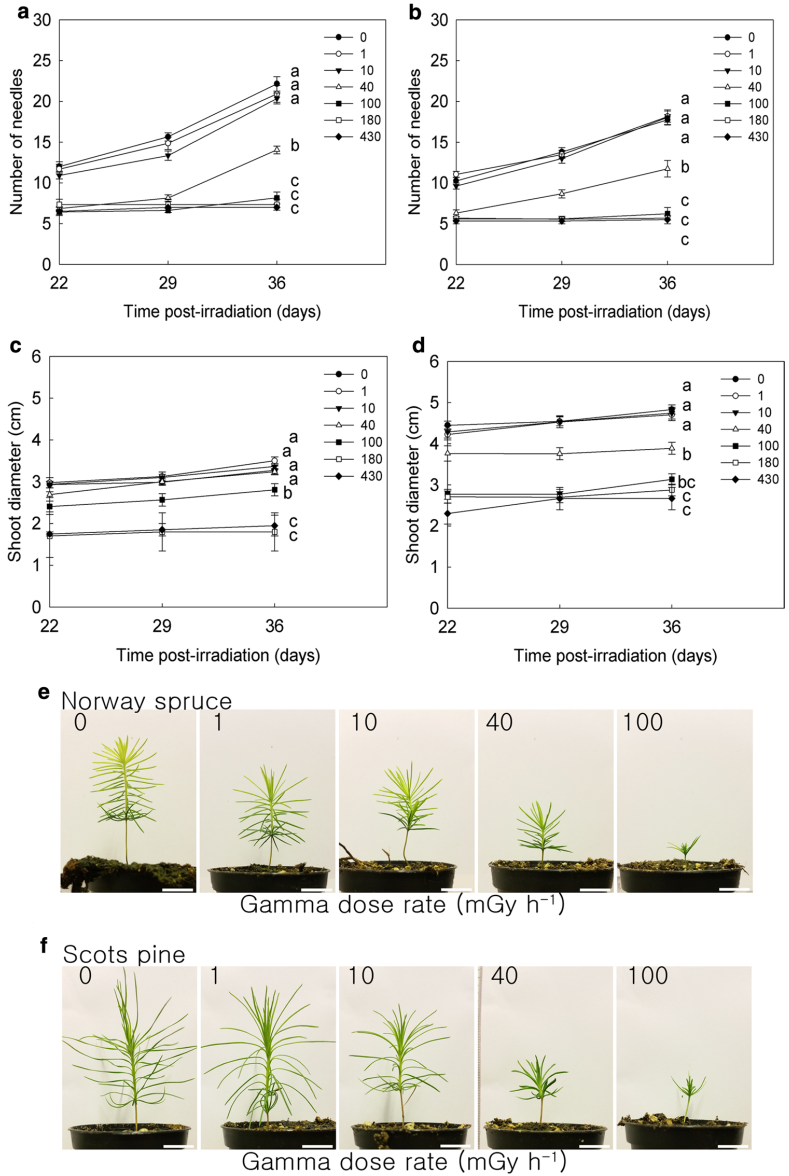 a
30
25
20
15
10
5
0
Number of needles
22 29 36
Time post-irradiation (days)
0
1
10
40
100
180
430
a
a
a
b
c
c
c
b
30
25
20
15
10
5
0
Number of needles
22 29 36
Time post-irradiation (days)
0
1
10
40
100
180
430
a
a
a
b
c
c
c
c
6
5
4
3
2
1
0
Shoot diameter (cm)
22 29 36
Time post-irradiation (days)
0
1
10
40
100
180
430
a
a
a
a
b
c
c
d
6
5
4
3
2
1
0
Shoot diameter (cm)
22 29 36
Time post-irradiation (days)
0
1
10
40
100
180
430
a
a
a
b
bc
c
c
e Norway spruce
0 1 10 40 100
Gamma dose rate (mGy h⁻¹)
f Scots pine
0 1 10 40 100
Gamma dose rate (mGy h⁻¹)